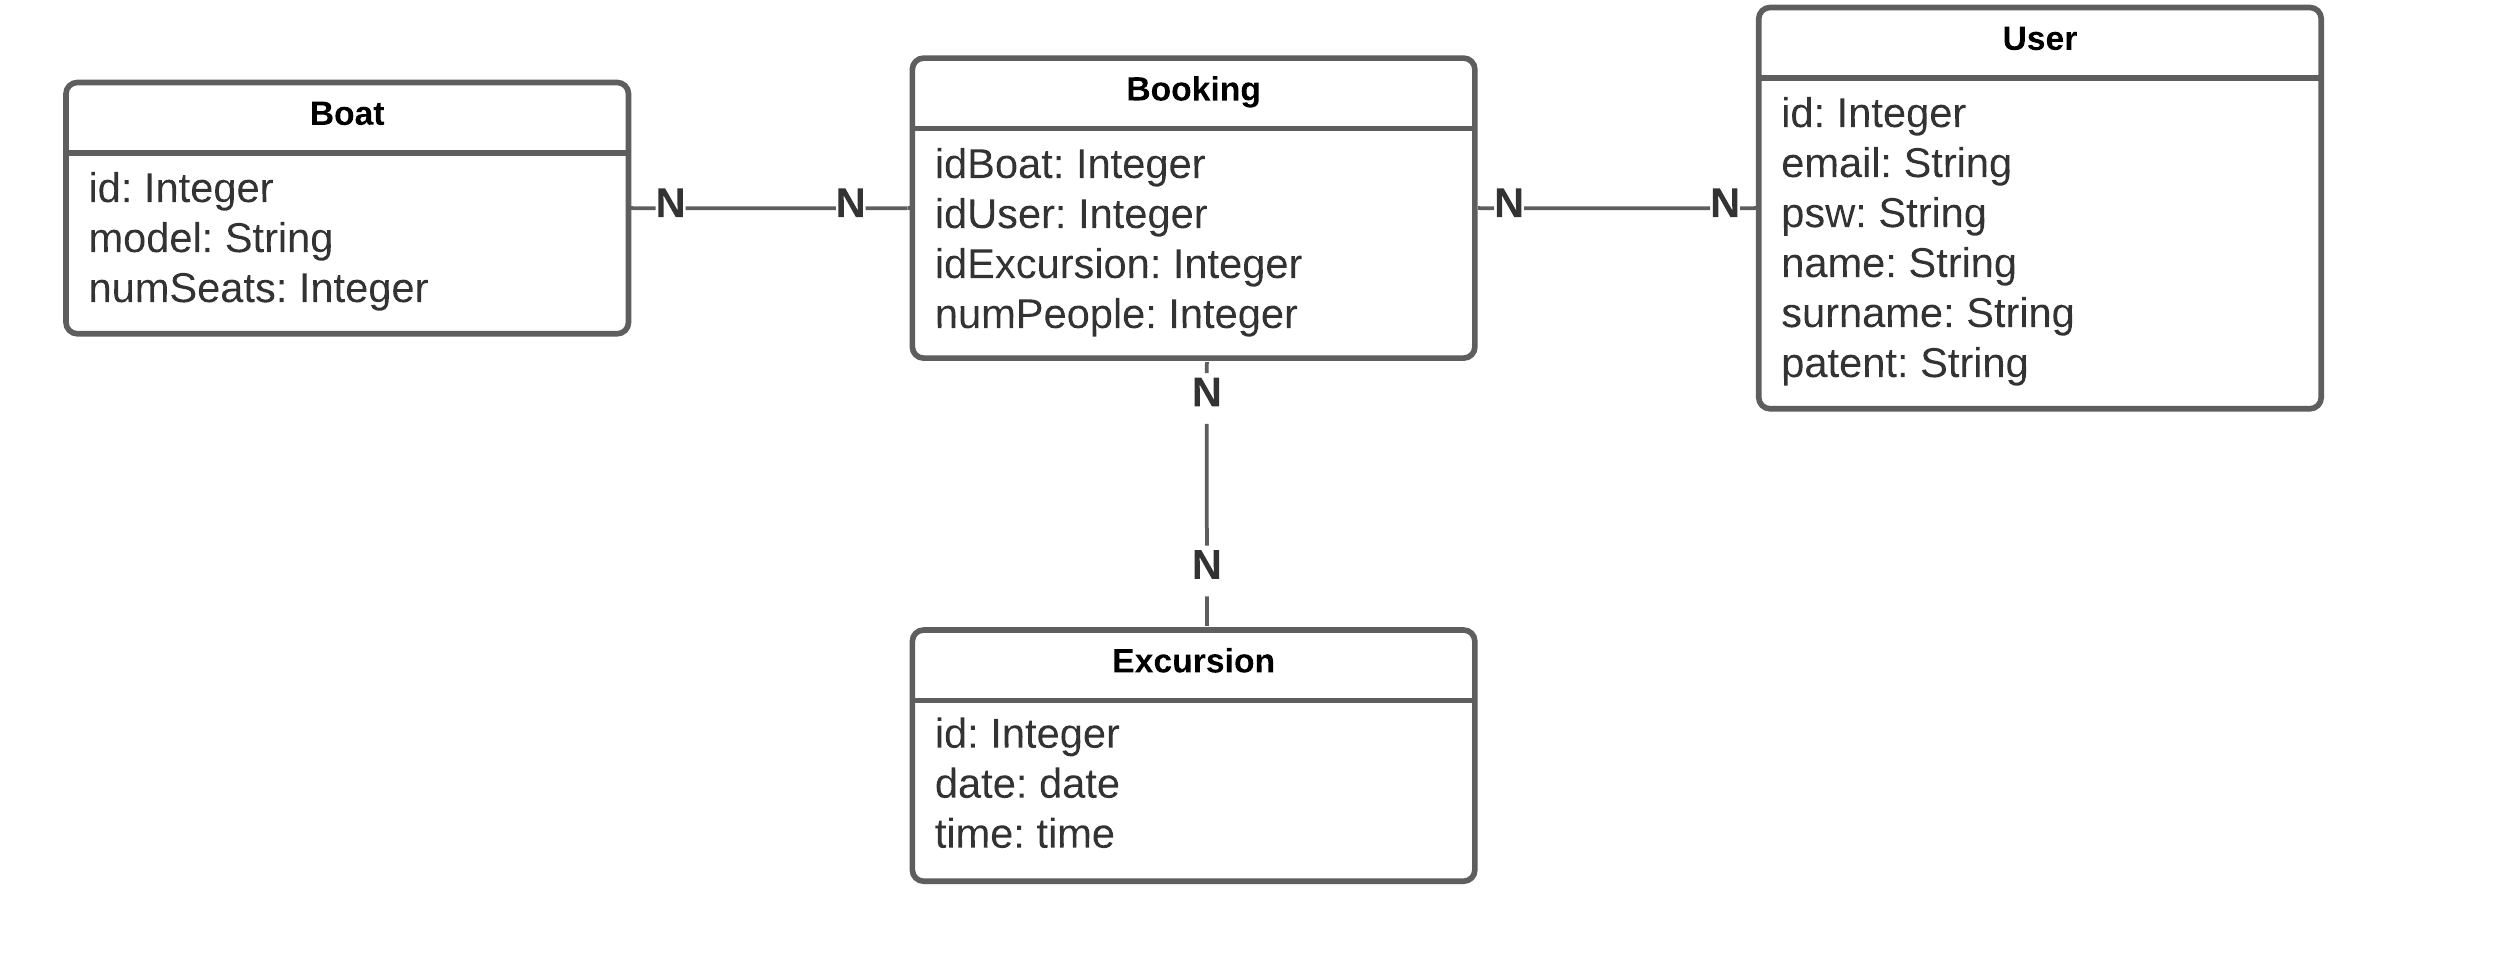 Boat
id: Integer
model: String
numSeats: Integer
N
N
Booking
idBoat: Integer
idUser: Integer
idExcursion: Integer
numPeople: Integer
N
N
User
id: Integer
email: String
psw: String
name: String
surname: String
patent: String
N
N
Excursion
id: Integer
date: date
time: time